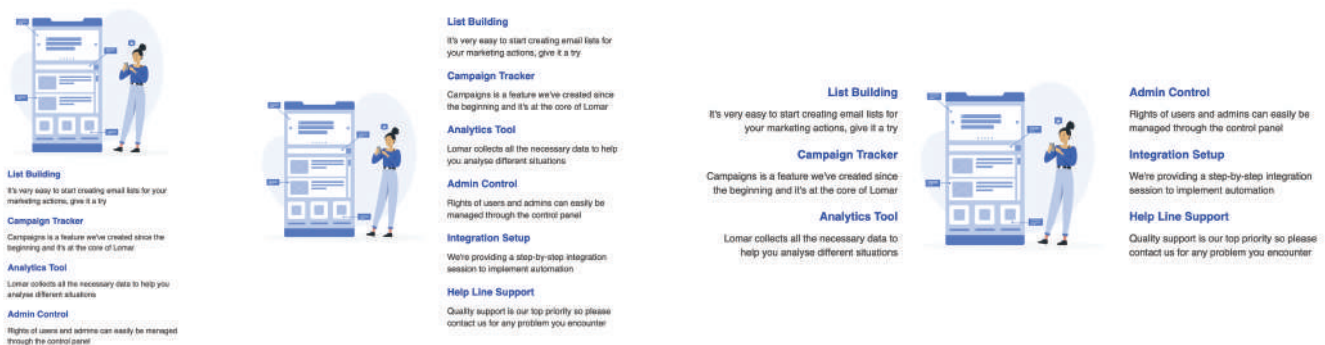 List Building
It's very easy to start creating email lists for your
marketing actions, give it a try
Campaign Tracker
Campaigns is a feature we've created since the
beginning and it's at the core of Lomar
Analytics Tool
Lomar collects all the necessary data to help you
analyse different situations
Admin Control
Rights of users and admins can easily be managed
through the control panel
List Building
It's very easy to start creating email lists for
your marketing actions, give it a try
Campaign Tracker
Campaigns is a feature we've created since
the beginning and it's at the core of Lomar
Analytics Tool
Lomar collects all the necessary data to help
you analyse different situations
Admin Control
Rights of users and admins can easily be
managed through the control panel
Integration Setup
We're providing a step-by-step integration
session to implement automation
Help Line Support
Quality support is our top priority so please
contact us for any problem you encounter
List Building
It's very easy to start creating email lists for
your marketing actions, give it a try
Campaign Tracker
Campaigns is a feature we've created since
the beginning and it's at the core of Lomar
Analytics Tool
Lomar collects all the necessary data to
help you analyse different situations
Admin Control
Rights of users and admins can easily be
managed through the control panel
Integration Setup
We're providing a step-by-step integration
session to implement automation
Help Line Support
Quality support is our top priority so please
contact us for any problem you encounter